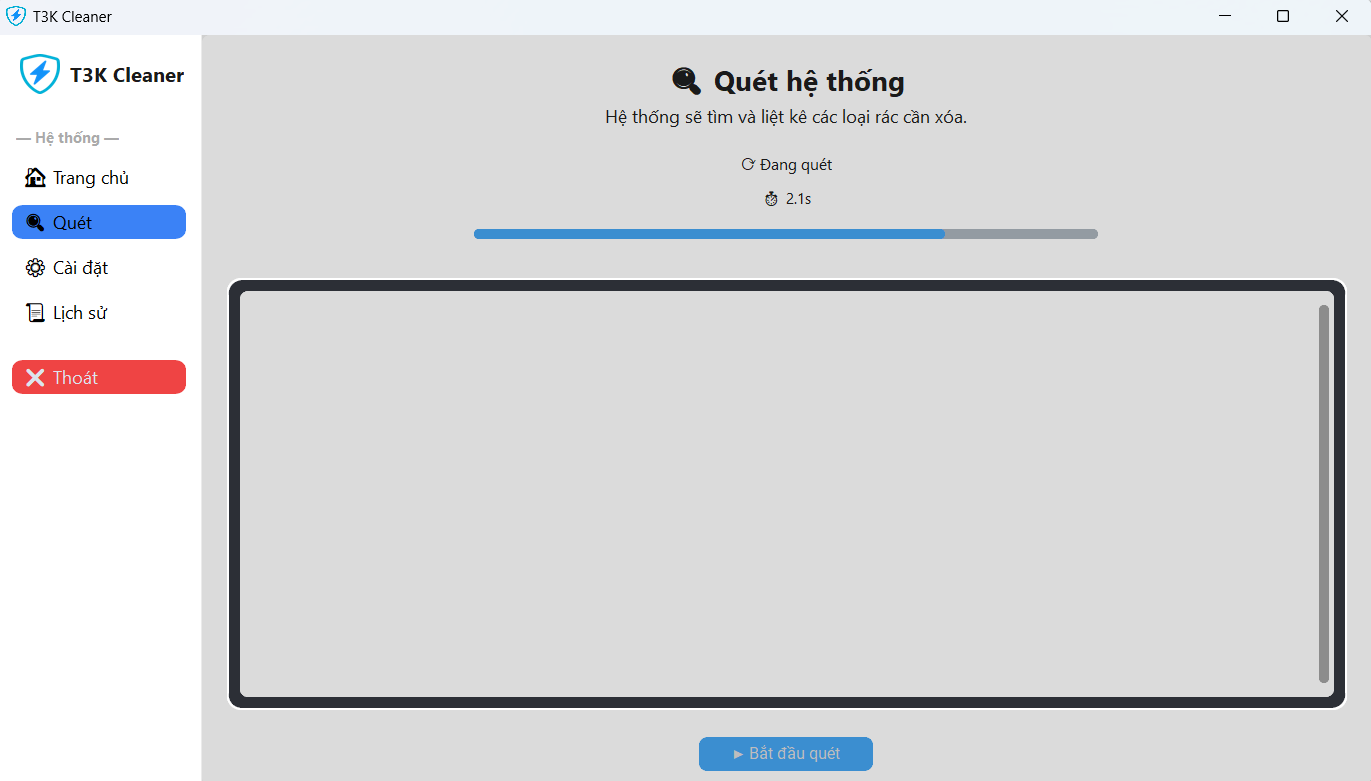 T3K Cleaner
T3K Cleaner
— Hệ thống —
Trang chủ
Quét
Cài đặt
Lịch sử
Thoát
Quét hệ thống
Hệ thống sẽ tìm và liệt kê các loại rác cần xóa.
Đang quét
2.1s
Bắt đầu quét